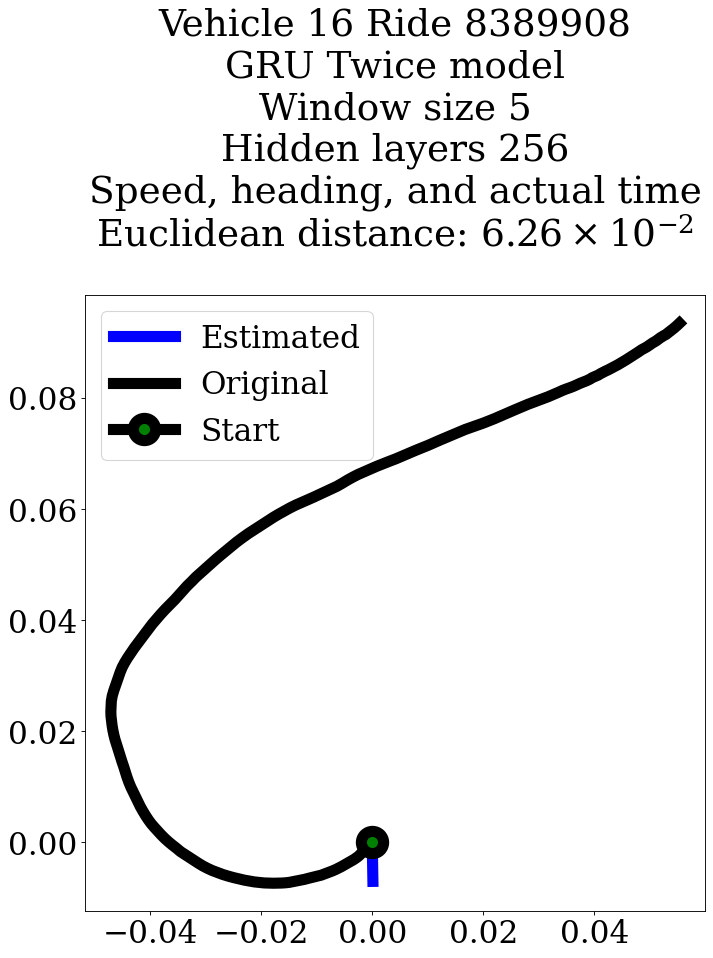 Vehicle 16 Ride 8389908
GRU Twice model
Window size 5
Hidden layers 256
Speed, heading, and actual time
Euclidean distance: 6.26 × 10⁻²
Estimated
Original
Start
0.08
0.06
0.04
0.02
0.00
−0.04 −0.02 0.00 0.02 0.04